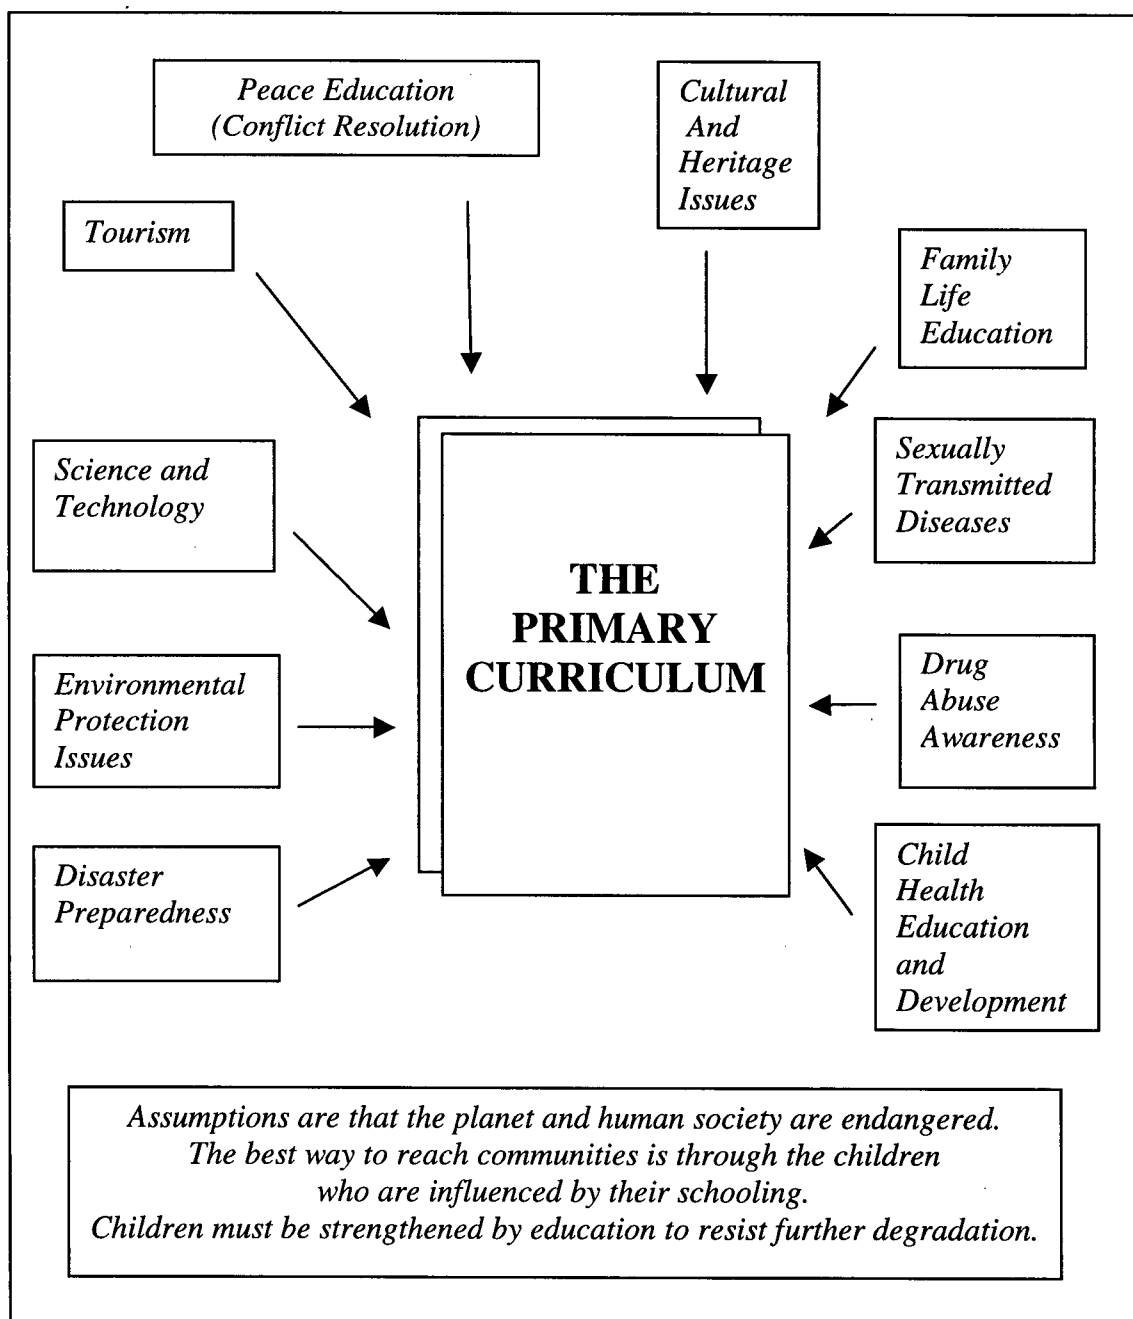 Peace Education
(Conflict Resolution)
Cultural
And
Heritage
Issues
Tourism
Family
Life
Education
Science and
Technology
Sexually
Transmitted
Diseases
THE
PRIMARY
CURRICULUM
Environmental
Protection
Issues
Drug
Abuse
Awareness
Disaster
Preparedness
Child
Health
Education
and
Development
Assumptions are that the planet and human society are endangered.
The best way to reach communities is through the children
who are influenced by their schooling.
Children must be strengthened by education to resist further degradation.